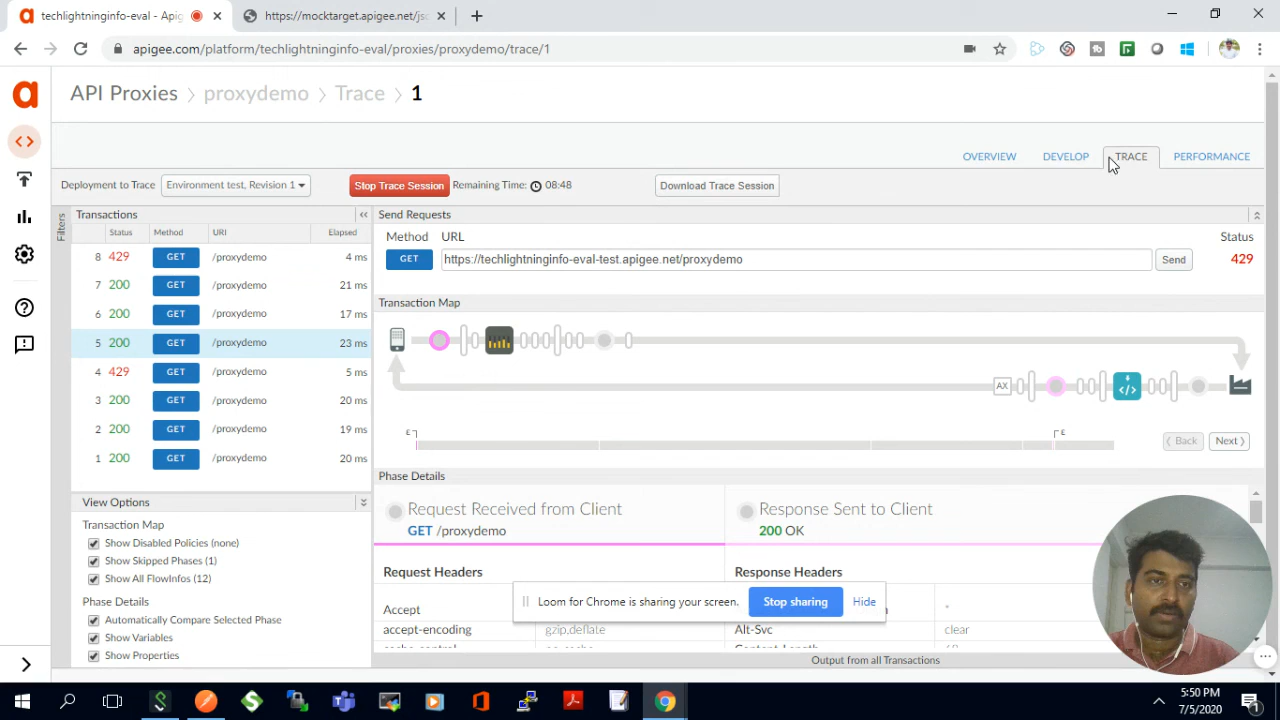 techlightninginfo-eval - Apig
https://mocktarget.apigee.net/jso
apigee.com/platform/techlightninginfo-eval/proxies/proxydemo/trace/1
API Proxies > proxydemo > Trace > 1
OVERVIEW DEVELOP TRACE PERFORMANCE
Deployment to Trace Environment test, Revision 1 Stop Trace Session Remaining Time: 08:48 Download Trace Session
Filters
Transactions
Status Method URI Elapsed
8 429 GET /proxydemo 4 ms
7 200 GET /proxydemo 21 ms
6 200 GET /proxydemo 17 ms
5 200 GET /proxydemo 23 ms
4 429 GET /proxydemo 5 ms
3 200 GET /proxydemo 20 ms
2 200 GET /proxydemo 19 ms
1 200 GET /proxydemo 20 ms
View Options
Transaction Map
Show Disabled Policies (none)
Show Skipped Phases (1)
Show All FlowInfos (12)
Phase Details
Automatically Compare Selected Phase
Show Variables
Show Properties
Send Requests
Method URL Status
GET https://techlightninginfo-eval-test.apigee.net/proxydemo Send 429
Transaction Map
AX
E E
Back Next
Phase Details
Request Received from Client
GET /proxydemo
Response Sent to Client
200 OK
Request Headers
Response Headers
Accept
accept-encoding gzip,deflate
Alt-Svc clear
Loom for Chrome is sharing your screen. Stop sharing Hide
Output from all Transactions
5:50 PM
7/5/2020
1